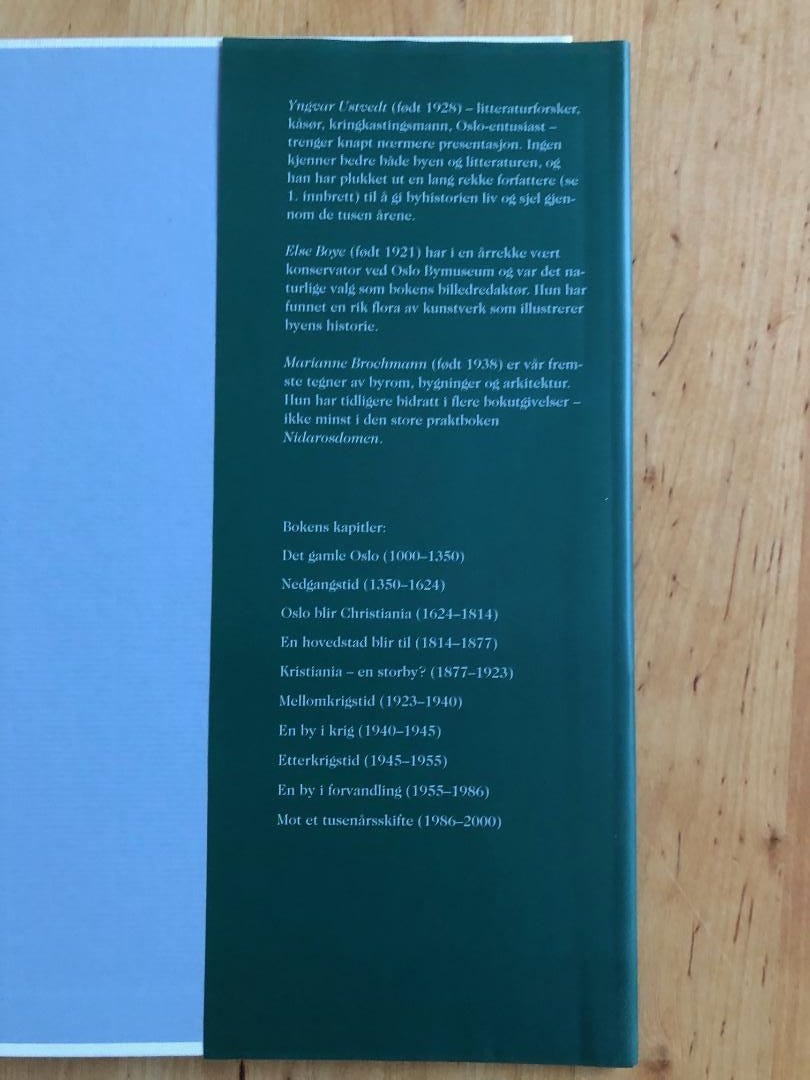 Yngvar Ustvedt (født 1928) – litteraturforsker,
kåsør, kringkastingsmann, Oslo-entusiast –
trenger knapt nærmere presentasjon. Ingen
kjenner bedre både byen og litteraturen, og
han har plukket ut en lang rekke forfattere (se
1. innbrett) til å gi byhistorien liv og sjel gjen-
nom de tusen årene.
Else Boye (født 1921) har i en årrekke vært
konservator ved Oslo Bymuseum og var det na-
turlige valg som bokens billedredaktør. Hun har
funnet en rik flora av kunstverk som illustrerer
byens historie.
Marianne Brochmann (født 1938) er vår frem-
ste tegner av byrom, bygninger og arkitektur.
Hun har tidligere bidratt i flere bokutgivelser –
ikke minst i den store praktboken
Nidarosdomen.
Bokens kapitler:
Det gamle Oslo (1000–1350)
Nedgangstid (1350–1624)
Oslo blir Christiania (1624–1814)
En hovedstad blir til (1814–1877)
Kristiania – en storby? (1877–1923)
Mellomkrigstid (1923–1940)
En by i krig (1940–1945)
Etterkrigstid (1945–1955)
En by i forvandling (1955–1986)
Mot et tusenårsskifte (1986–2000)